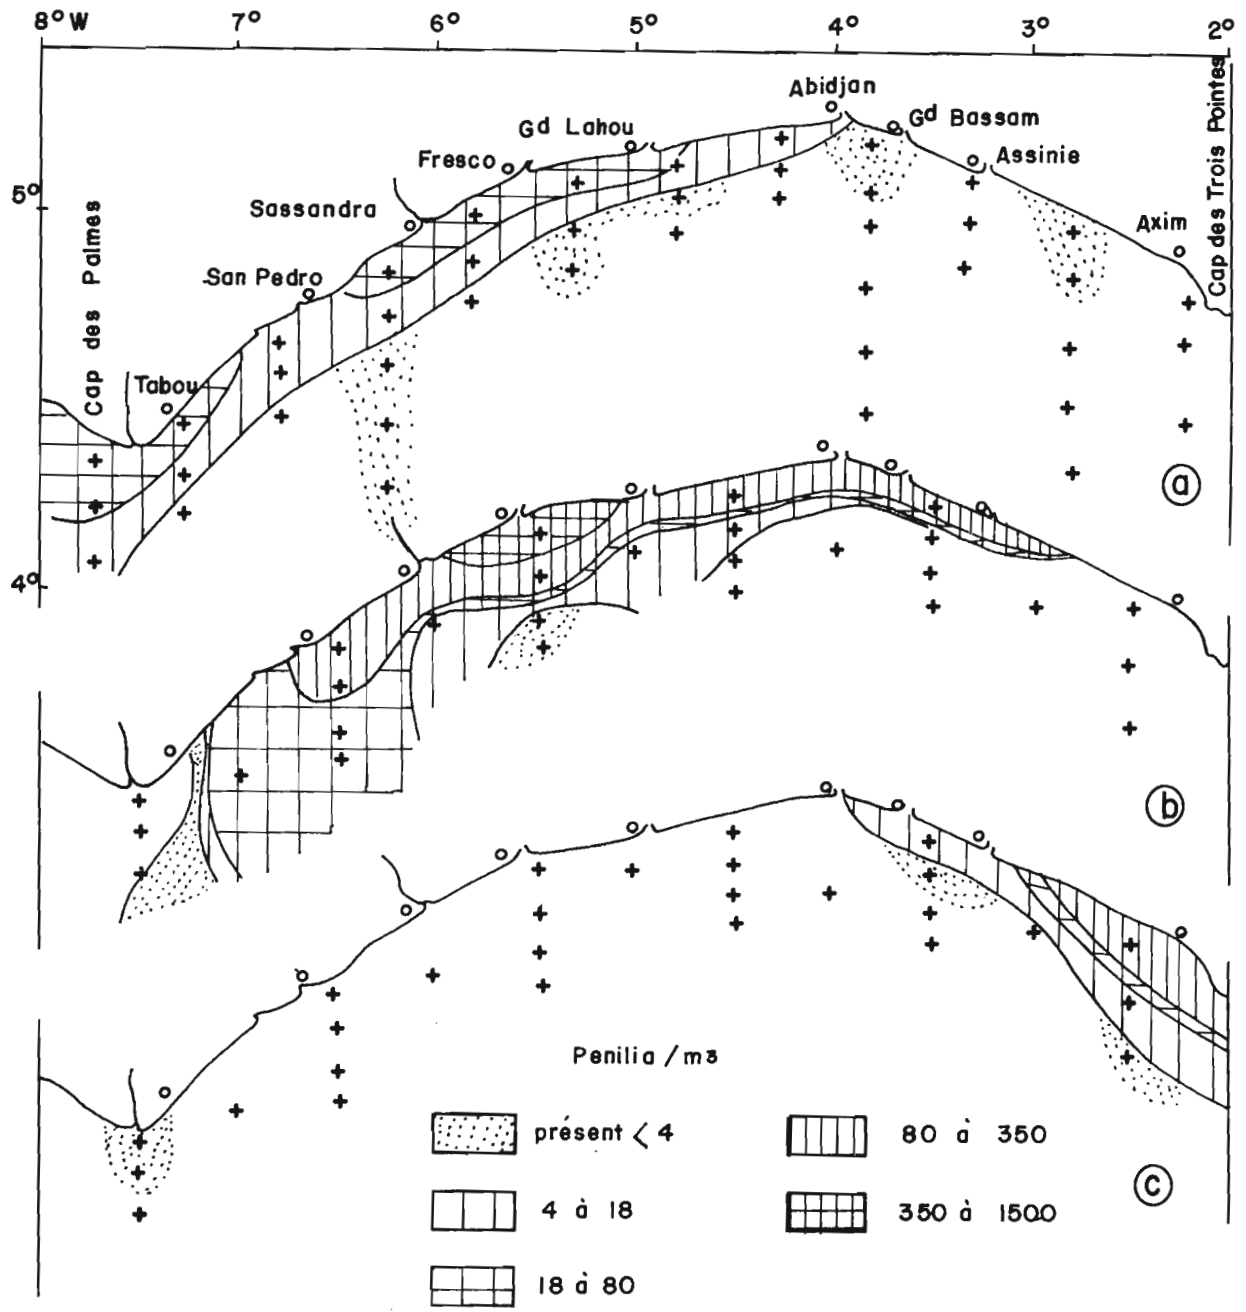 8° W 7° 6° 5° 4° 3° 2°
Abidjan
Gd Bassam
Gd Lahou
Assinie
Fresco
5°
Sassandra
Axim
San Pedro
Cap des Palmes
Cap des Trois Pointes
Tabou
a
4°
b
Penilia /m3
présent < 4
80 à 350
4 à 18
350 à 1500
18 à 80
c